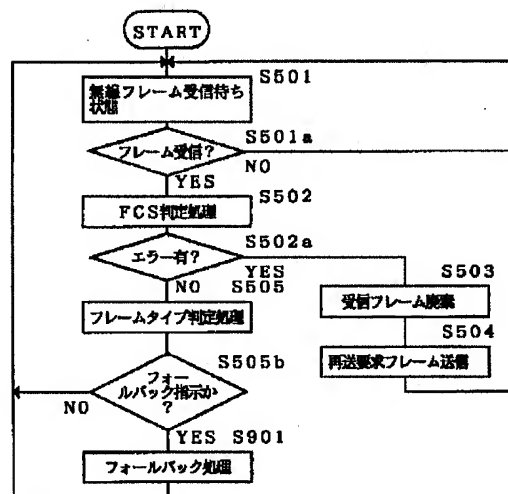 START
S501
無線フレーム受信待ち
状態
S501a
フレーム受信?
NO
YES
S502
FCS判定処理
S502a
エラー有?
YES
NO
S505
S503
受信フレーム廃棄
フレームタイプ判定処理
S504
再送要求フレーム送信
S505b
フォー
ルバック指示か
?
NO
YES
S901
フォールバック処理